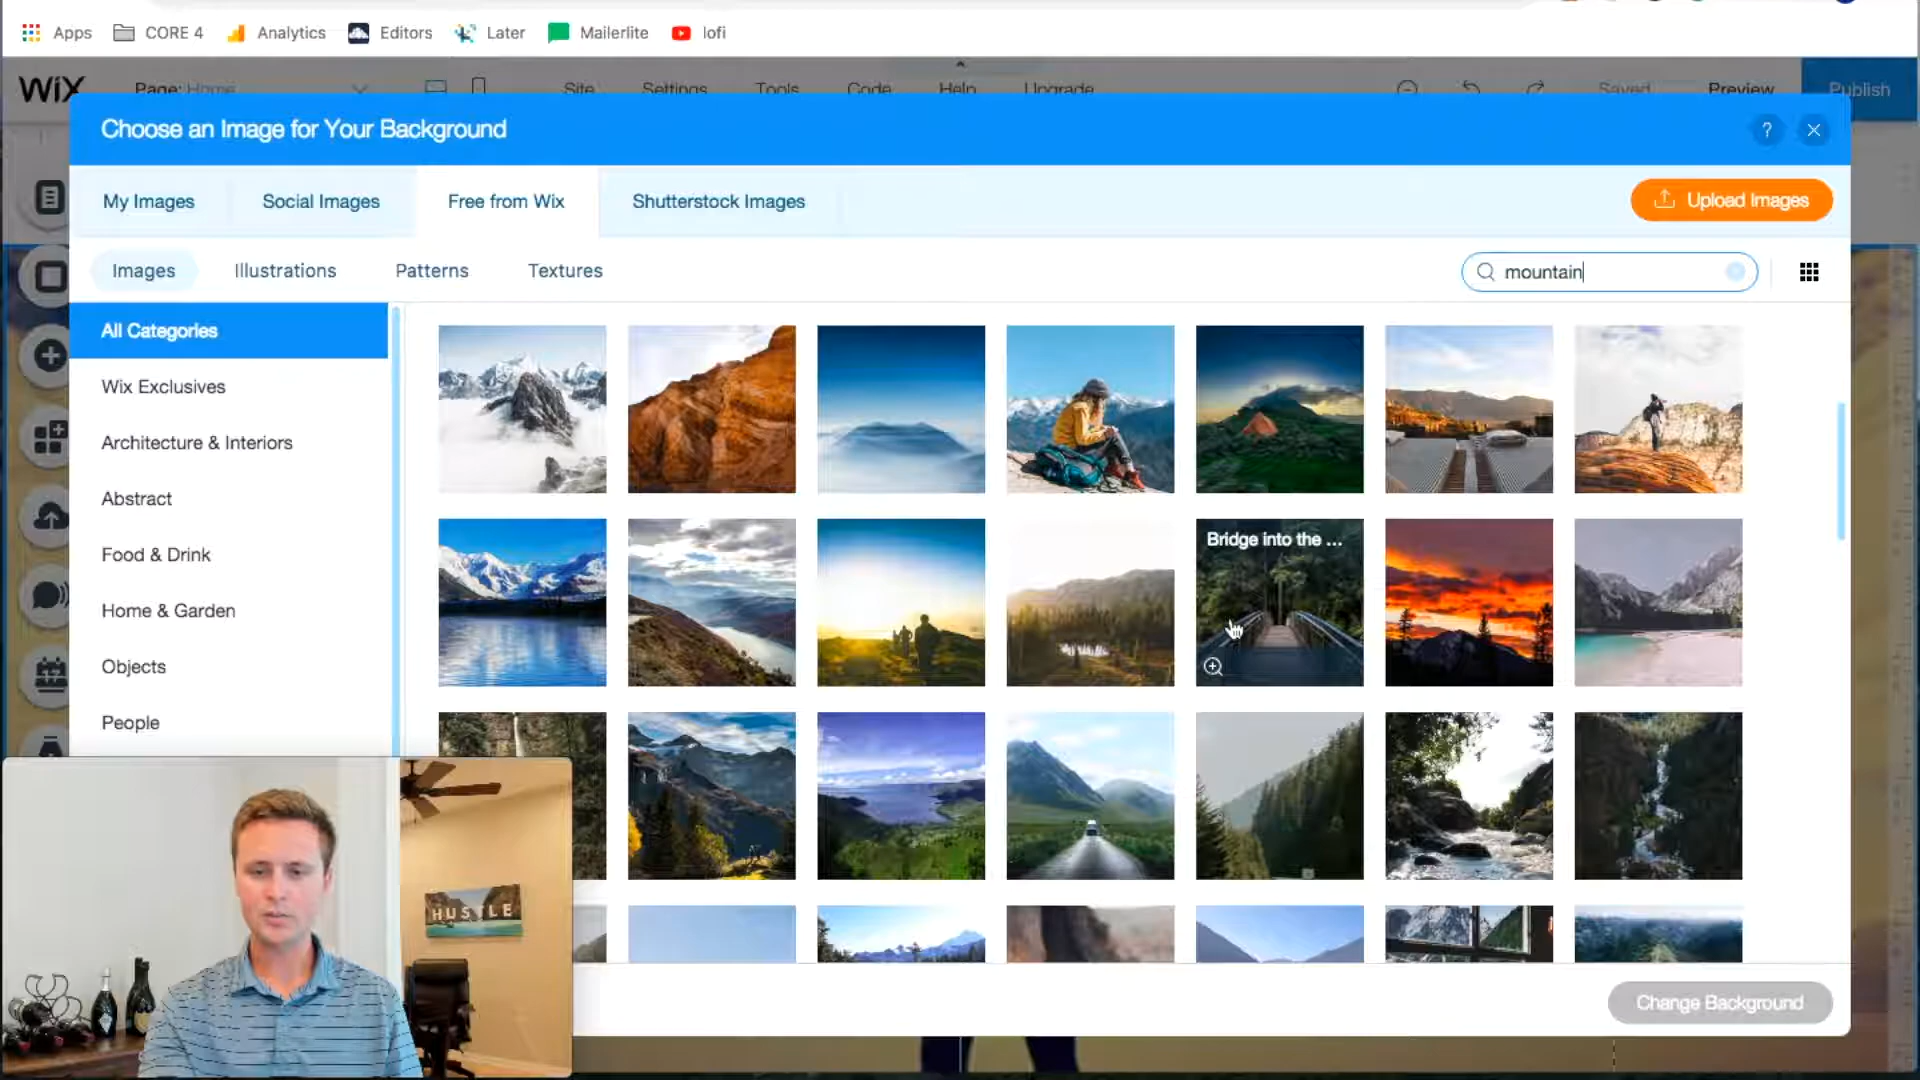 Apps CORE 4 Analytics Editors Later Mailerlite lofi
WiX Page: Home Site Settings Tools Code Help Upgrade Saved Preview Publish
Choose an Image for Your Background ?
My Images Social Images Free from Wix Shutterstock Images Upload Images
Images Illustrations Patterns Textures mountain
All Categories
Wix Exclusives
Architecture & Interiors
Abstract
Food & Drink
Bridge into the ...
Home & Garden
Objects
People
HUSTLE
Change Background